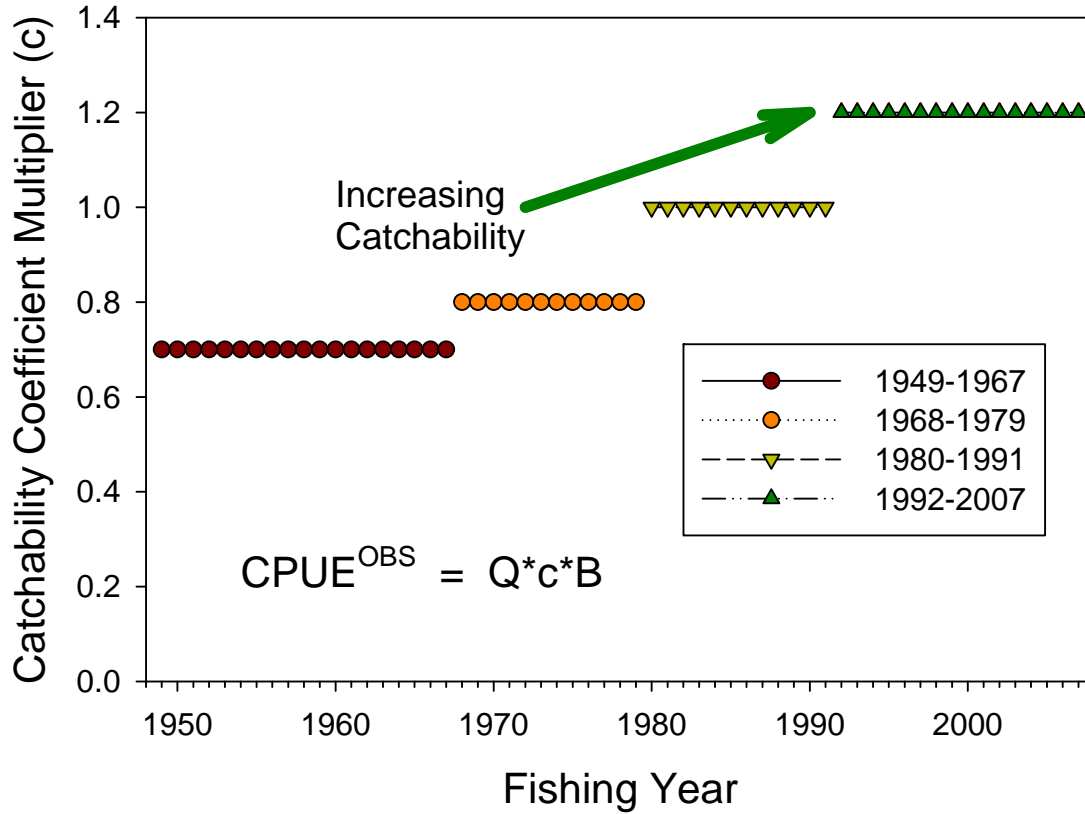 Catchability Coefficient Multiplier (c)
1.4
1.2
1.0
0.8
0.6
0.4
0.2
0.0
Increasing
Catchability
1949-1967
1968-1979
1980-1991
1992-2007
CPUE^OBS = Q*c*B
1950 1960 1970 1980 1990 2000
Fishing Year